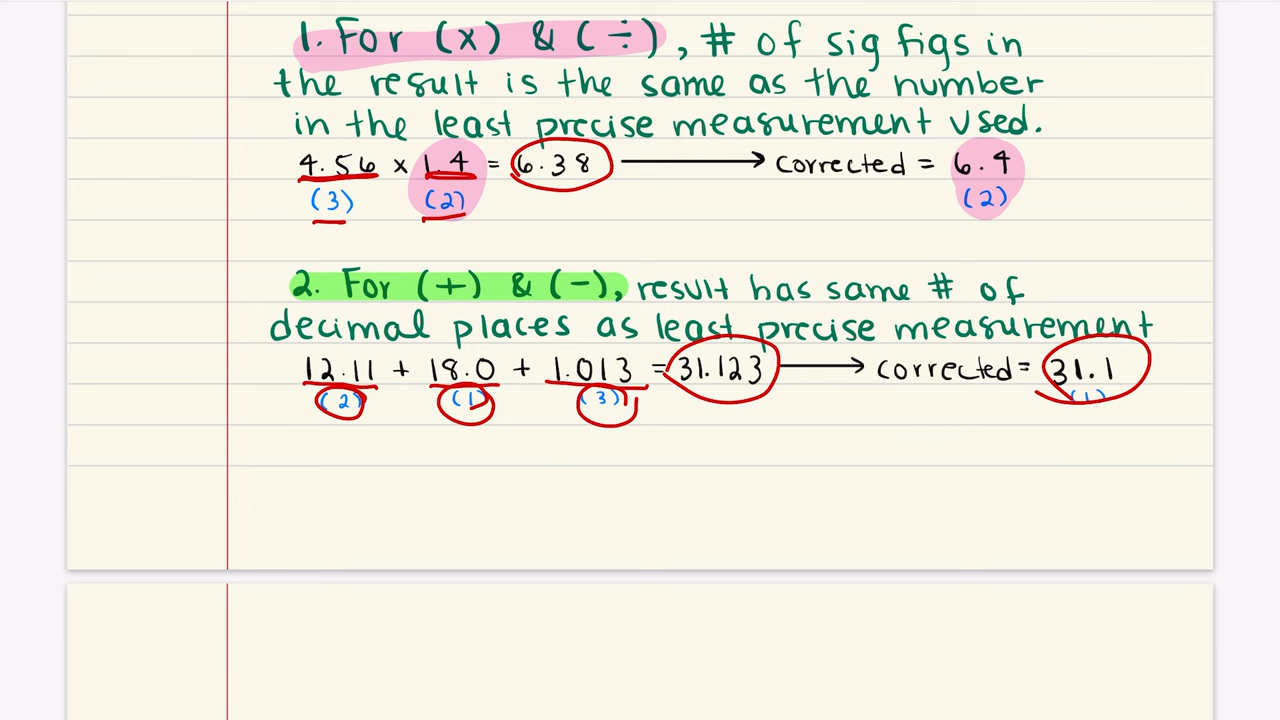 1. For (x) & (÷), # of sig figs in
the result is the same as the number
in the least precise measurement used.
4.56 x 1.4 = 6.38 → corrected = 6.4
(3) (2) (2)
2. For (+) & (-), result has same # of
decimal places as least precise measurement
12.11 + 18.0 + 1.013 = 31.123 → corrected = 31.1
(2) (1) (3) (1)